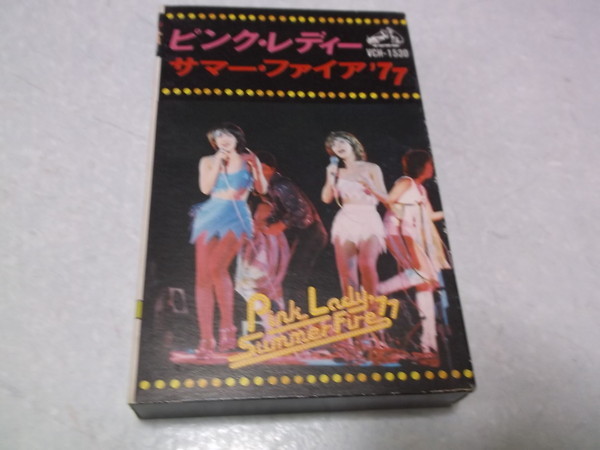 ピンク・レディー
サマー・ファイア'77
VCH-1530
Pink Lady '77
Summer Fire